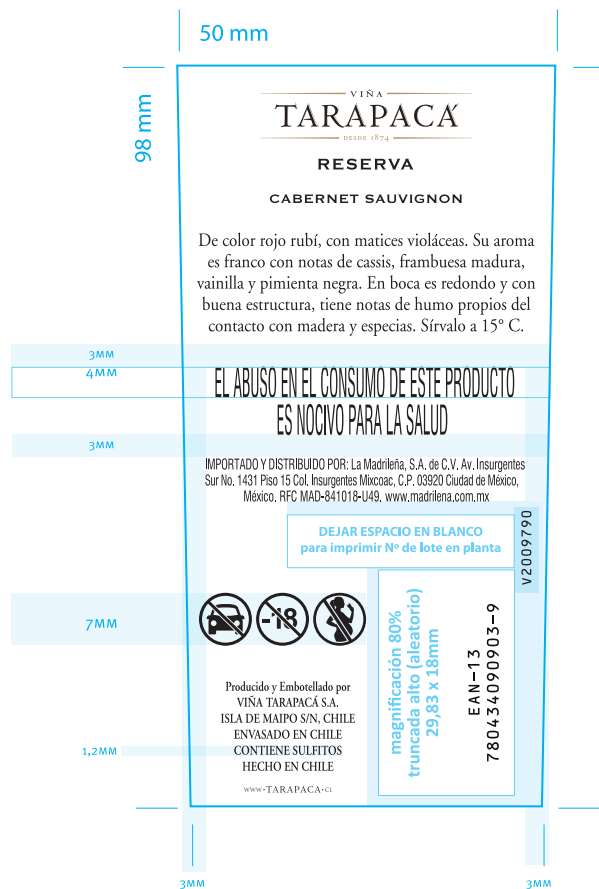 50 mm
98 mm
VIÑA
TARAPACÁ
DESDE 1874
RESERVA
CABERNET SAUVIGNON
De color rojo rubí, con matices violáceas. Su aroma
es franco con notas de cassis, frambuesa madura,
vainilla y pimienta negra. En boca es redondo y con
buena estructura, tiene notas de humo propios del
contacto con madera y especias. Sírvalo a 15° C.
3MM
4MM
EL ABUSO EN EL CONSUMO DE ESTE PRODUCTO
ES NOCIVO PARA LA SALUD
3MM
IMPORTADO Y DISTRIBUIDO POR: La Madrileña, S.A. de C.V. Av. Insurgentes
Sur No. 1431 Piso 15 Col. Insurgentes Mixcoac, C.P. 03920 Ciudad de México,
México. RFC MAD-841018-U49. www.madrilena.com.mx
DEJAR ESPACIO EN BLANCO
para imprimir Nº de lote en planta
V2009790
7MM
-18
magnificación 80%
truncada alto (aleatorio)
29,83 x 18mm
EAN-13
780434090903-9
Producido y Embotellado por
VIÑA TARAPACÁ S.A.
ISLA DE MAIPO S/N, CHILE
ENVASADO EN CHILE
1,2MM
CONTIENE SULFITOS
HECHO EN CHILE
WWW•TARAPACA•CL
3MM
3MM